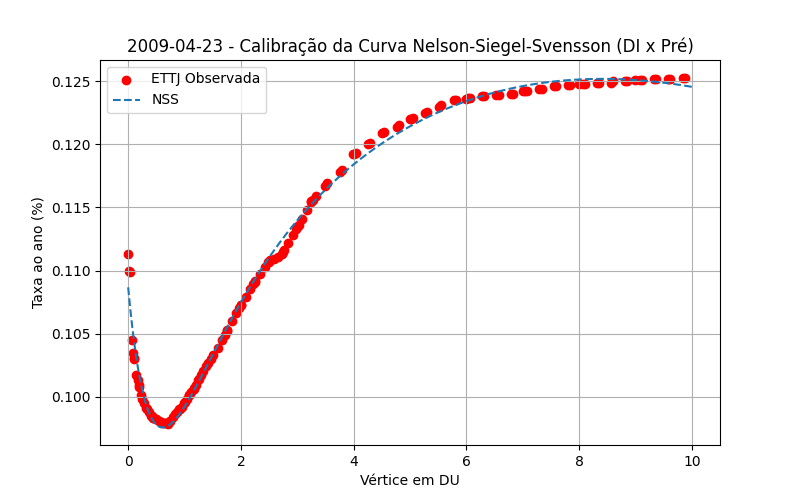 2009-04-23 - Calibração da Curva Nelson-Siegel-Svensson (DI x Pré)
ETTJ Observada
NSS
Taxa ao ano (%)
0.125
0.120
0.115
0.110
0.105
0.100
0 2 4 6 8 10
Vértice em DU